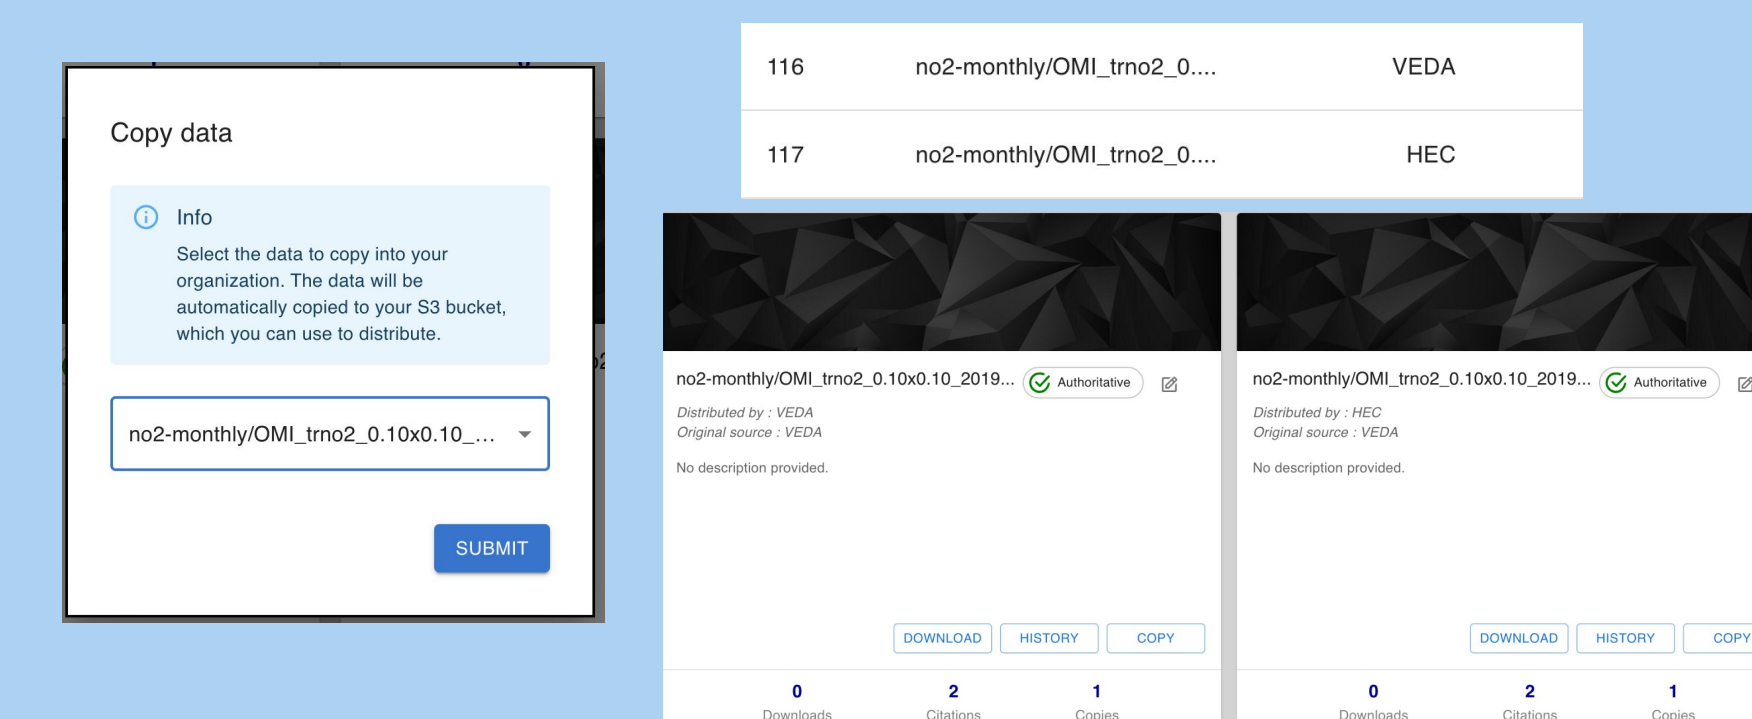 Copy data
Info
Select the data to copy into your
organization. The data will be
automatically copied to your S3 bucket,
which you can use to distribute.
no2-monthly/OMI_trno2_0.10x0.10_...
SUBMIT
116 no2-monthly/OMI_trno2_0.... VEDA
117 no2-monthly/OMI_trno2_0.... HEC
no2-monthly/OMI_trno2_0.10x0.10_2019... Authoritative
Distributed by : VEDA
Original source : VEDA
No description provided.
DOWNLOAD HISTORY COPY
0 2 1
Downloads Citations Copies
no2-monthly/OMI_trno2_0.10x0.10_2019... Authoritative
Distributed by : HEC
Original source : VEDA
No description provided.
DOWNLOAD HISTORY COPY
0 2 1
Downloads Citations Copies